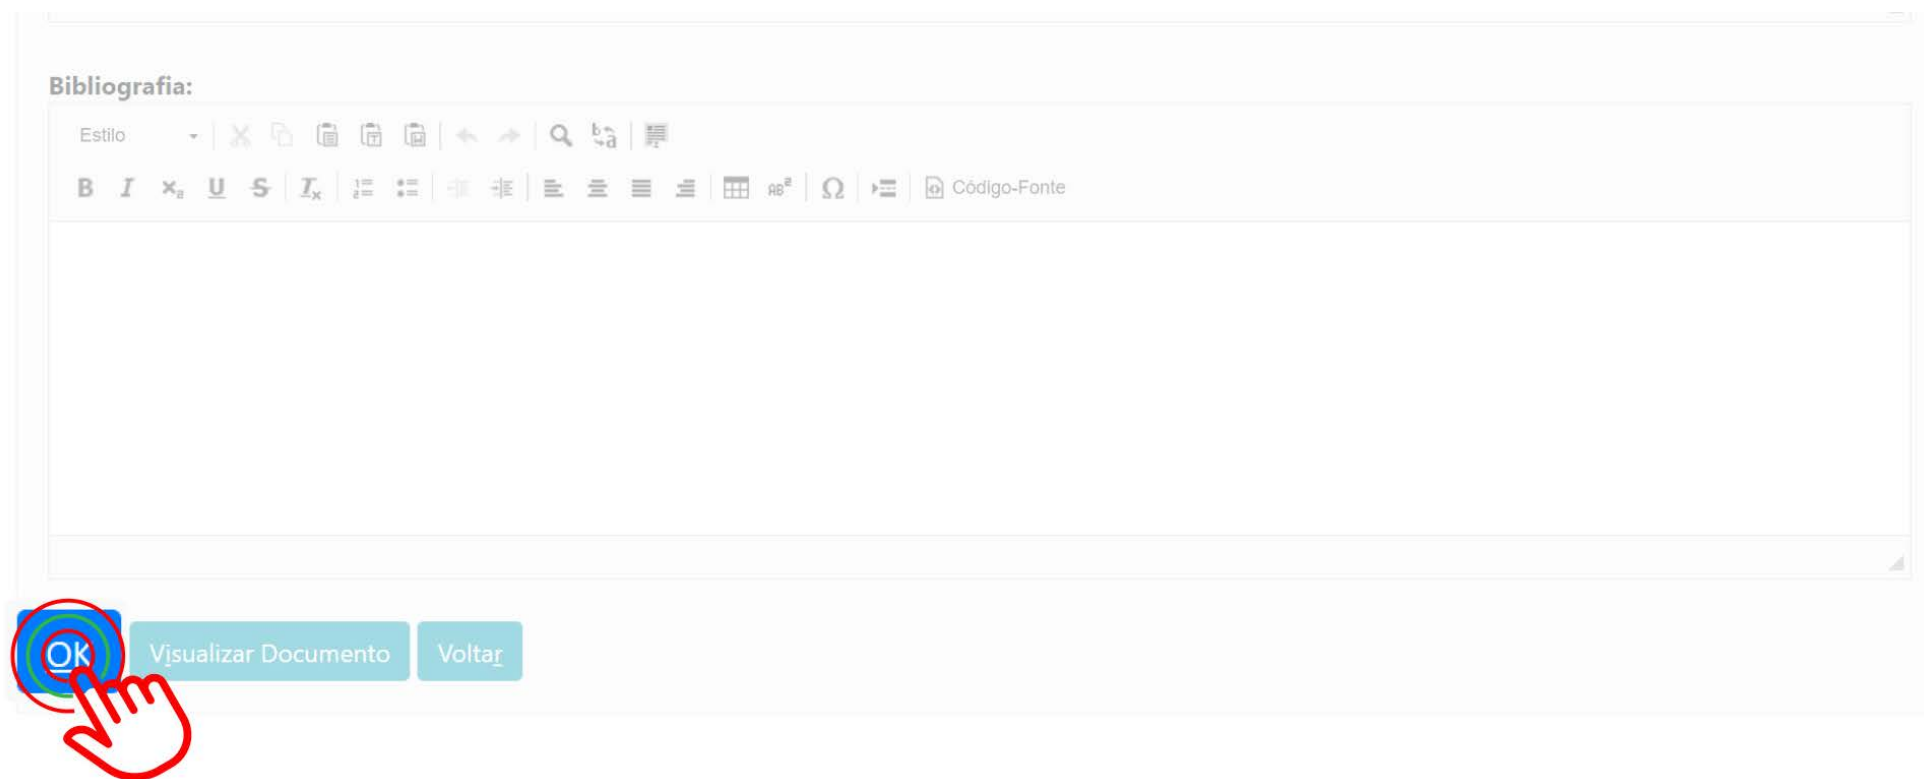 Bibliografia:
Estilo
Código-Fonte
OK Visualizar Documento Voltar